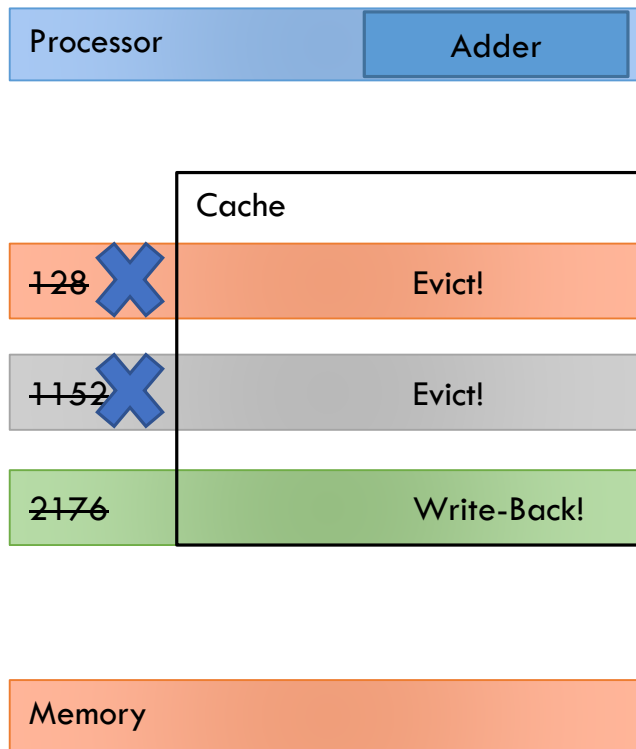 Processor
Adder
Cache
128
Evict!
1152
Evict!
2176
Write-Back!
Memory